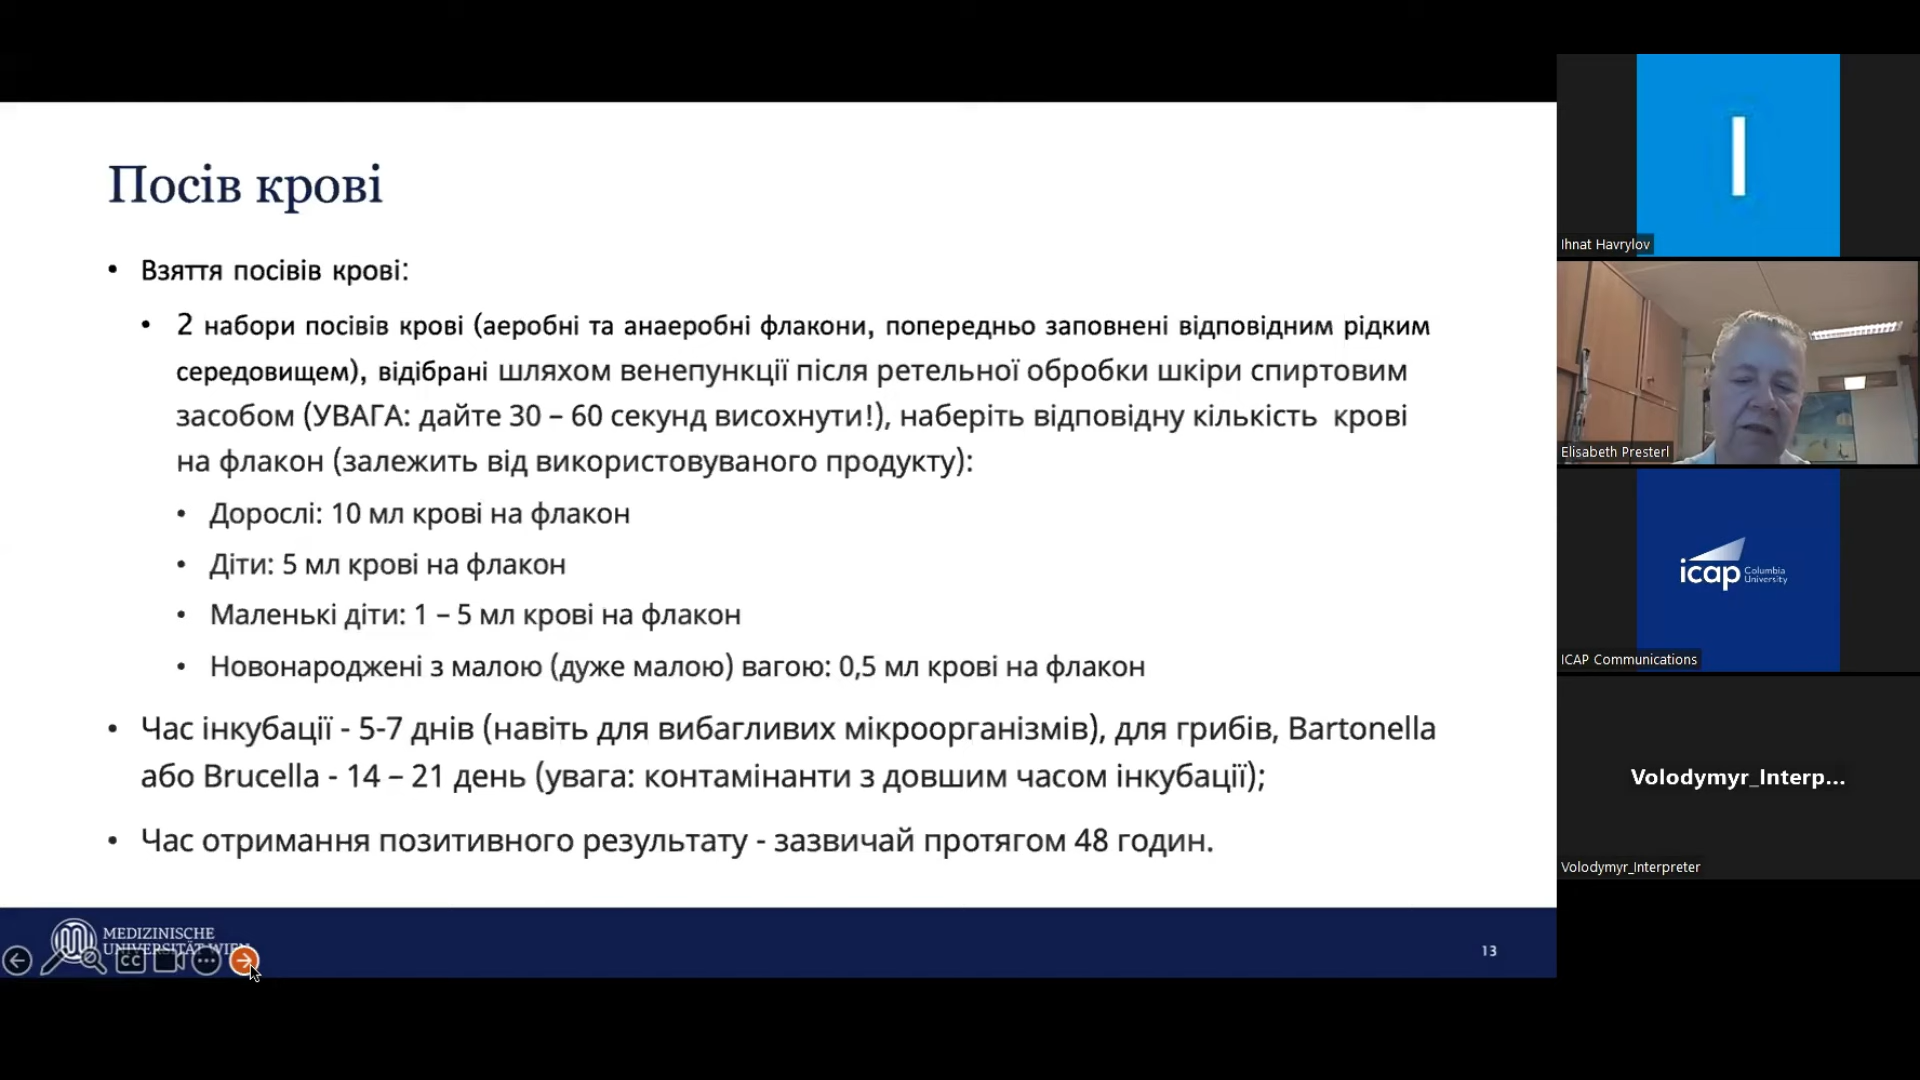 Посів крові
• Взяття посівів крові:
• 2 набори посівів крові (аеробні та анаеробні флакони, попередньо заповнені відповідним рідким
середовищем), відібрані шляхом венепункції після ретельної обробки шкіри спиртовим
засобом (УВАГА: дайте 30 – 60 секунд висохнути!), наберіть відповідну кількість крові
на флакон (залежить від використовуваного продукту):
• Дорослі: 10 мл крові на флакон
• Діти: 5 мл крові на флакон
• Маленькі діти: 1 – 5 мл крові на флакон
• Новонароджені з малою (дуже малою) вагою: 0,5 мл крові на флакон
• Час інкубації - 5-7 днів (навіть для вибагливих мікроорганізмів), для грибів, Bartonella
або Brucella - 14 – 21 день (увага: контамінанти з довшим часом інкубації);
• Час отримання позитивного результату - зазвичай протягом 48 годин.
MEDIZINISCHE
UNIVERSITÄT WIEN
CC
13
I
Ihnat Havrylov
Elisabeth Presterl
icap Columbia
University
ICAP Communications
Volodymyr_Interp...
Volodymyr_Interpreter